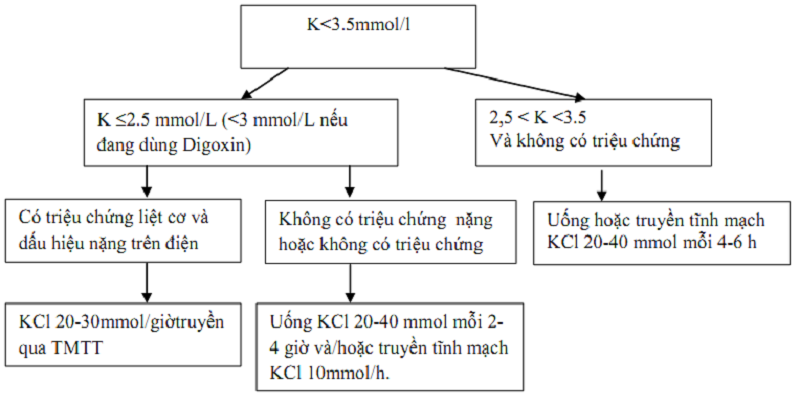 K<3.5mmol/l
K ≤2.5 mmol/L (<3 mmol/L nếu
đang dùng Digoxin)
2,5 < K <3.5
Và không có triệu chứng
Có triệu chứng liệt cơ và
dấu hiệu nặng trên điện
Không có triệu chứng nặng
hoặc không có triệu chứng
Uống hoặc truyền tĩnh mạch
KCl 20-40 mmol mỗi 4-6 h
KCl 20-30mmol/giờtruyền
qua TMTT
Uống KCl 20-40 mmol mỗi 2-
4 giờ và/hoặc truyền tĩnh mạch
KCl 10mmol/h.